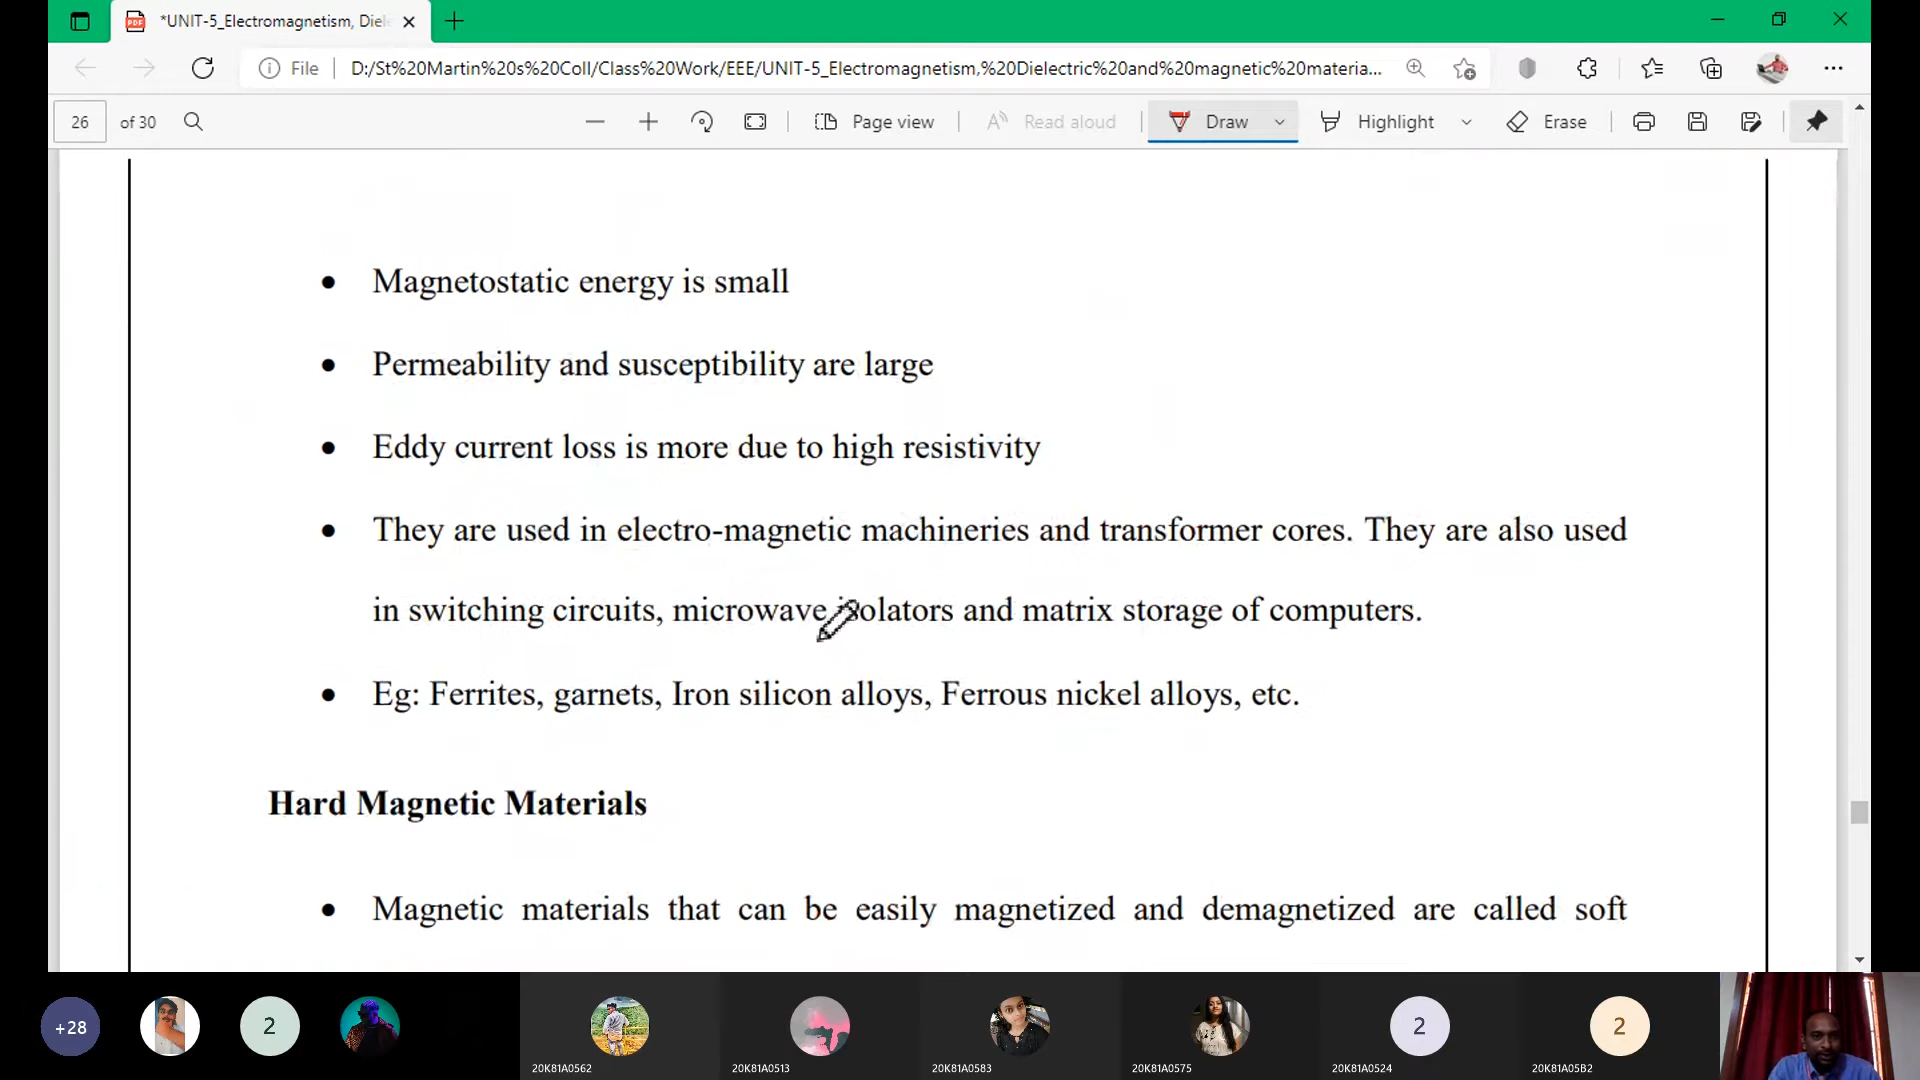 *UNIT-5_Electromagnetism, Diel
File
D:/St%20Martin%20s%20Coll/Class%20Work/EEE/UNIT-5_Electromagnetism,%20Dielectric%20and%20magnetic%20materia...
26 of 30
Page view
Read aloud
Draw
Highlight
Erase
• Magnetostatic energy is small
• Permeability and susceptibility are large
• Eddy current loss is more due to high resistivity
• They are used in electro-magnetic machineries and transformer cores. They are also used
in switching circuits, microwave isolators and matrix storage of computers.
• Eg: Ferrites, garnets, Iron silicon alloys, Ferrous nickel alloys, etc.
Hard Magnetic Materials
• Magnetic materials that can be easily magnetized and demagnetized are called soft
+28
2
2
2
20K81A0562
20K81A0513
20K81A0583
20K81A0575
20K81A0524
20K81A05B2